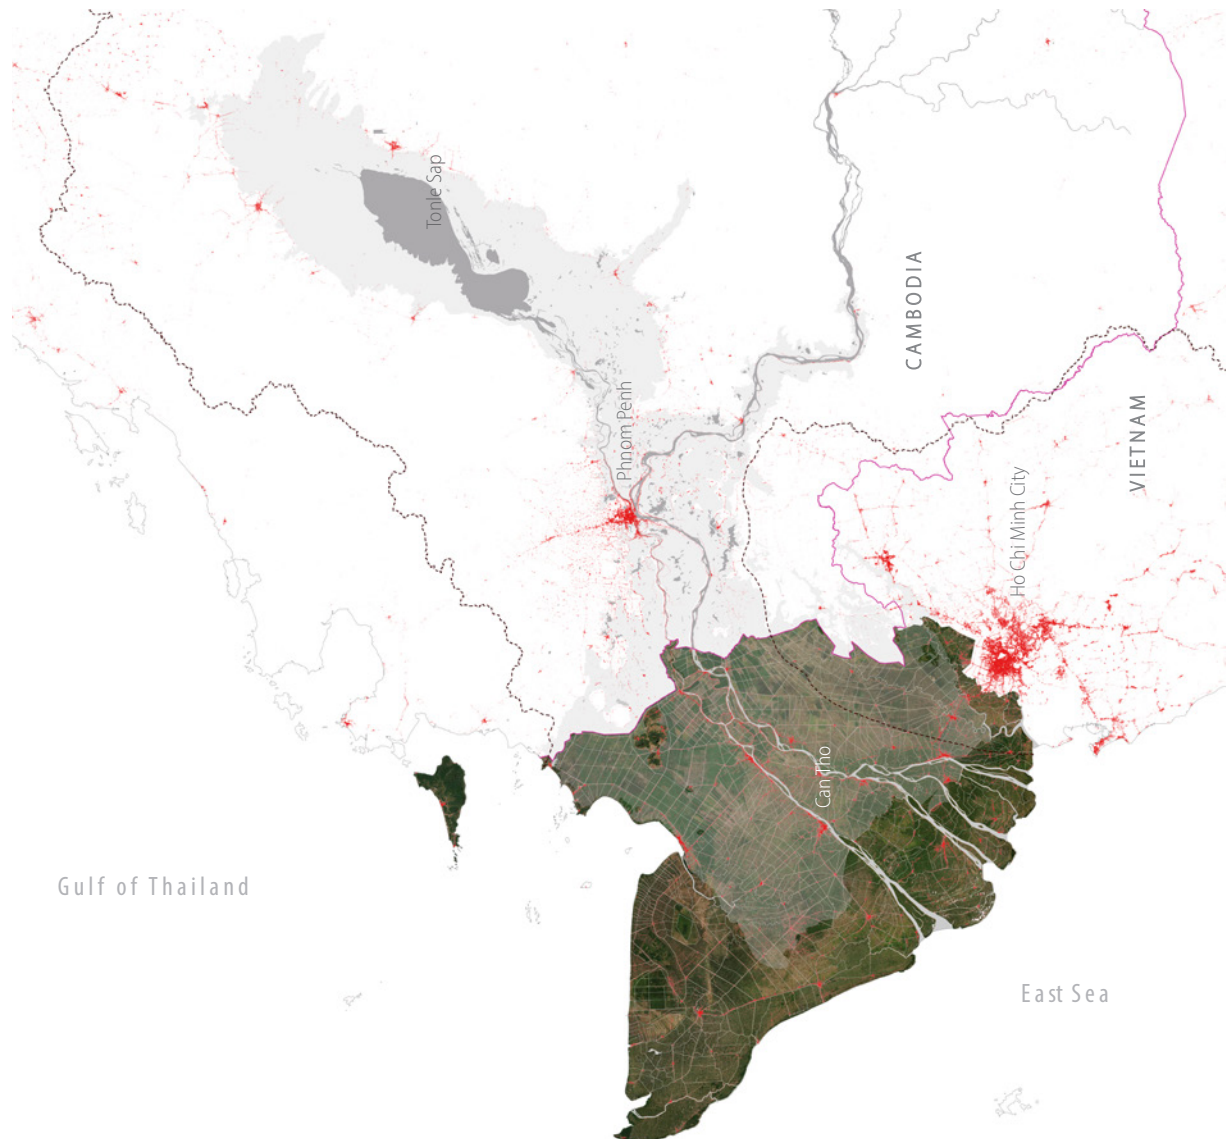 Tonle Sap
CAMBODIA
Phnom Penh
VIETNAM
Ho Chi Minh City
Can Tho
Gulf of Thailand
East Sea